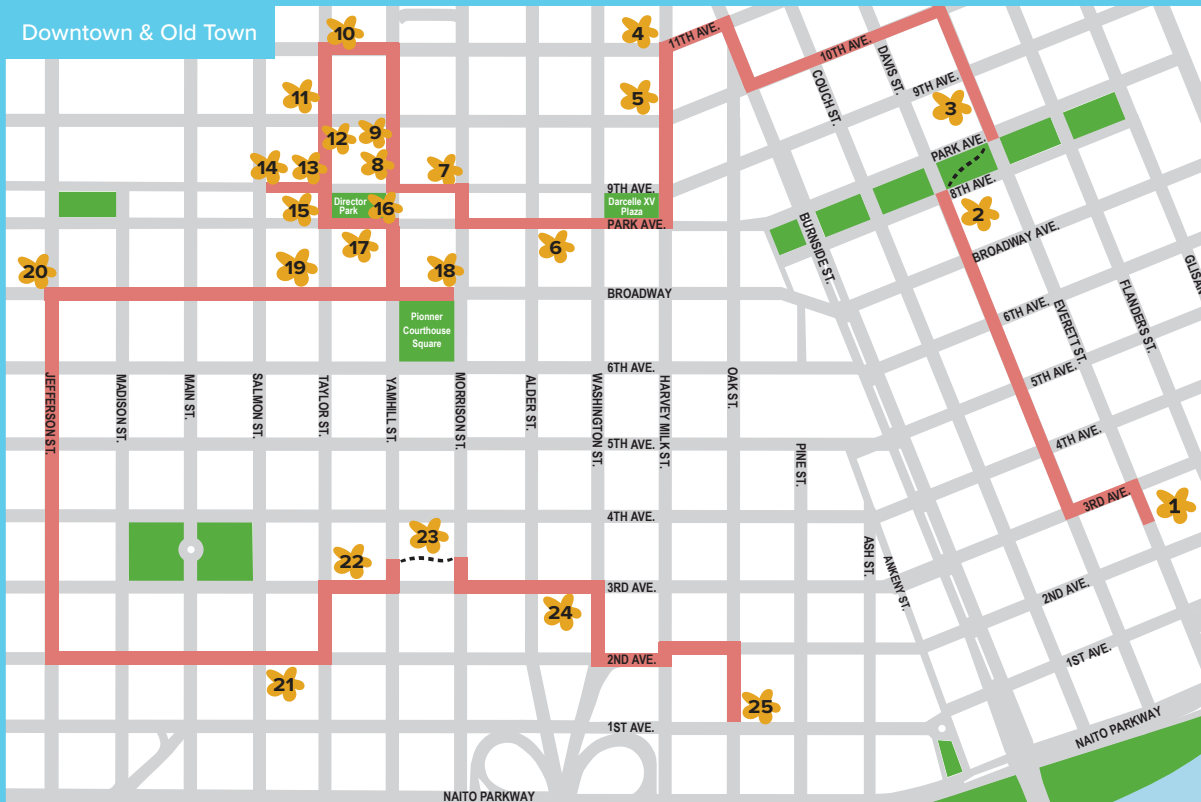 Downtown & Old Town
10
4
11TH AVE.
10TH AVE.
DAVIS ST.
COUCH ST.
9TH AVE.
11
5
3
12
9
PARK AVE.
14
13
8
7
9TH AVE.
8TH AVE.
15
Director
Park
16
Darcelle XV
Plaza
2
PARK AVE.
17
6
BURNSIDE ST.
BROADWAY AVE.
20
19
18
GLISAN
BROADWAY
FLANDERS ST.
EVERETT ST.
6TH AVE.
Pionner
Courthouse
Square
6TH AVE.
5TH AVE.
JEFFERSON ST.
MADISON ST.
MAIN ST.
SALMON ST.
TAYLOR ST.
YAMHILL ST.
MORRISON ST.
ALDER ST.
WASHINGTON ST.
HARVEY MILK ST.
OAK ST.
5TH AVE.
PINE ST.
4TH AVE.
3RD AVE.
1
4TH AVE.
23
22
ASH ST.
ANKENY ST.
3RD AVE.
2ND AVE.
24
2ND AVE.
1ST AVE.
21
25
1ST AVE.
NAITO PARKWAY
NAITO PARKWAY